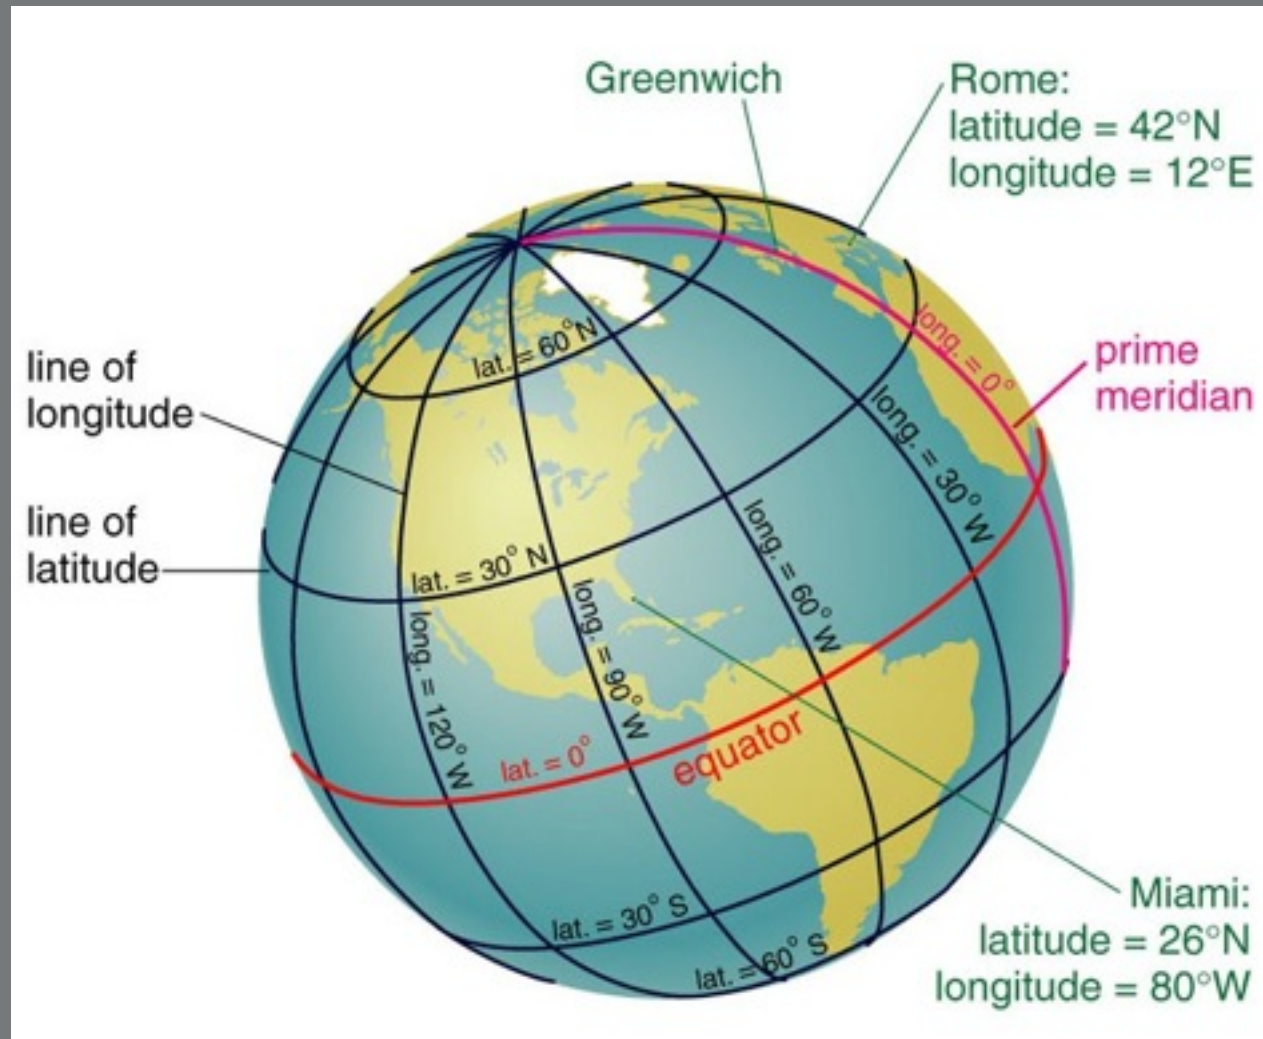 Greenwich
Rome:
latitude = 42°N
longitude = 12°E
line of
longitude
line of
latitude
prime
meridian
lat. = 60°N
long. = 0°
long. = 30° W
lat. = 30° N
long. = 60° W
long. = 90° W
long. = 120° W
lat. = 0°
equator
lat. = 30° S
lat. = 60° S
Miami:
latitude = 26°N
longitude = 80°W